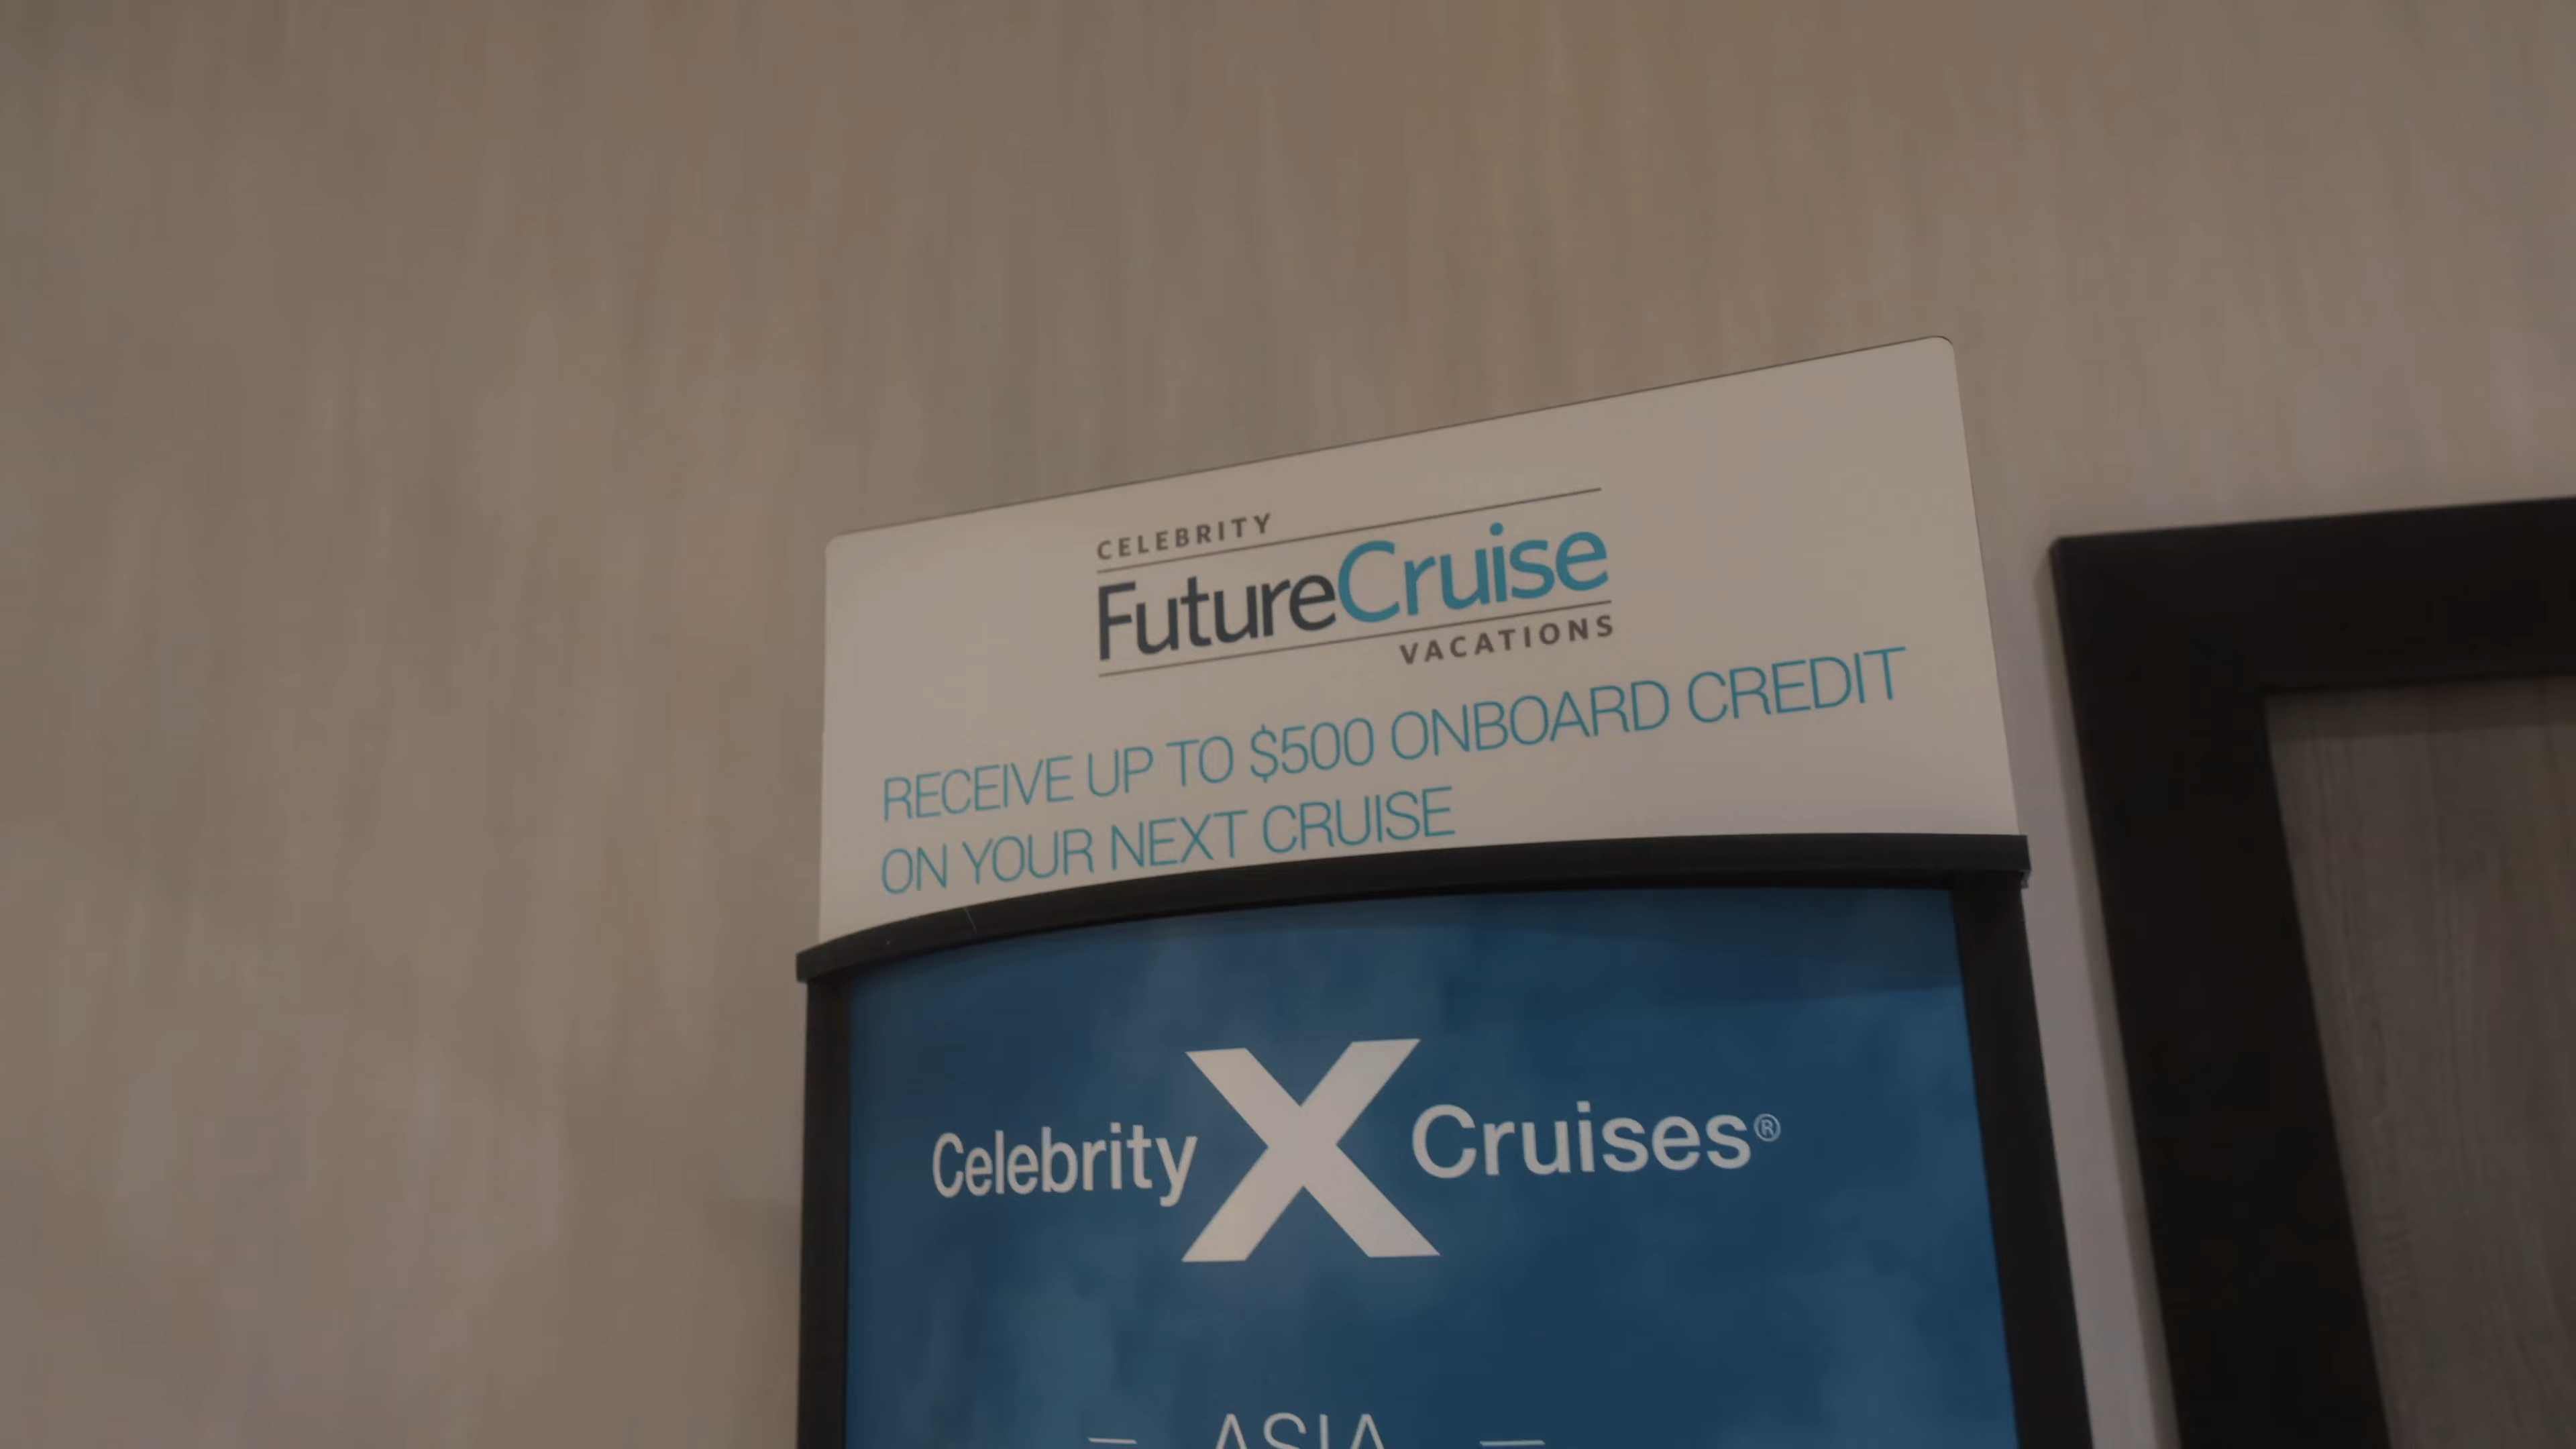 CELEBRITY
FutureCruise
VACATIONS
RECEIVE UP TO $500 ONBOARD CREDIT
ON YOUR NEXT CRUISE
Celebrity X Cruises®
— ASIA —